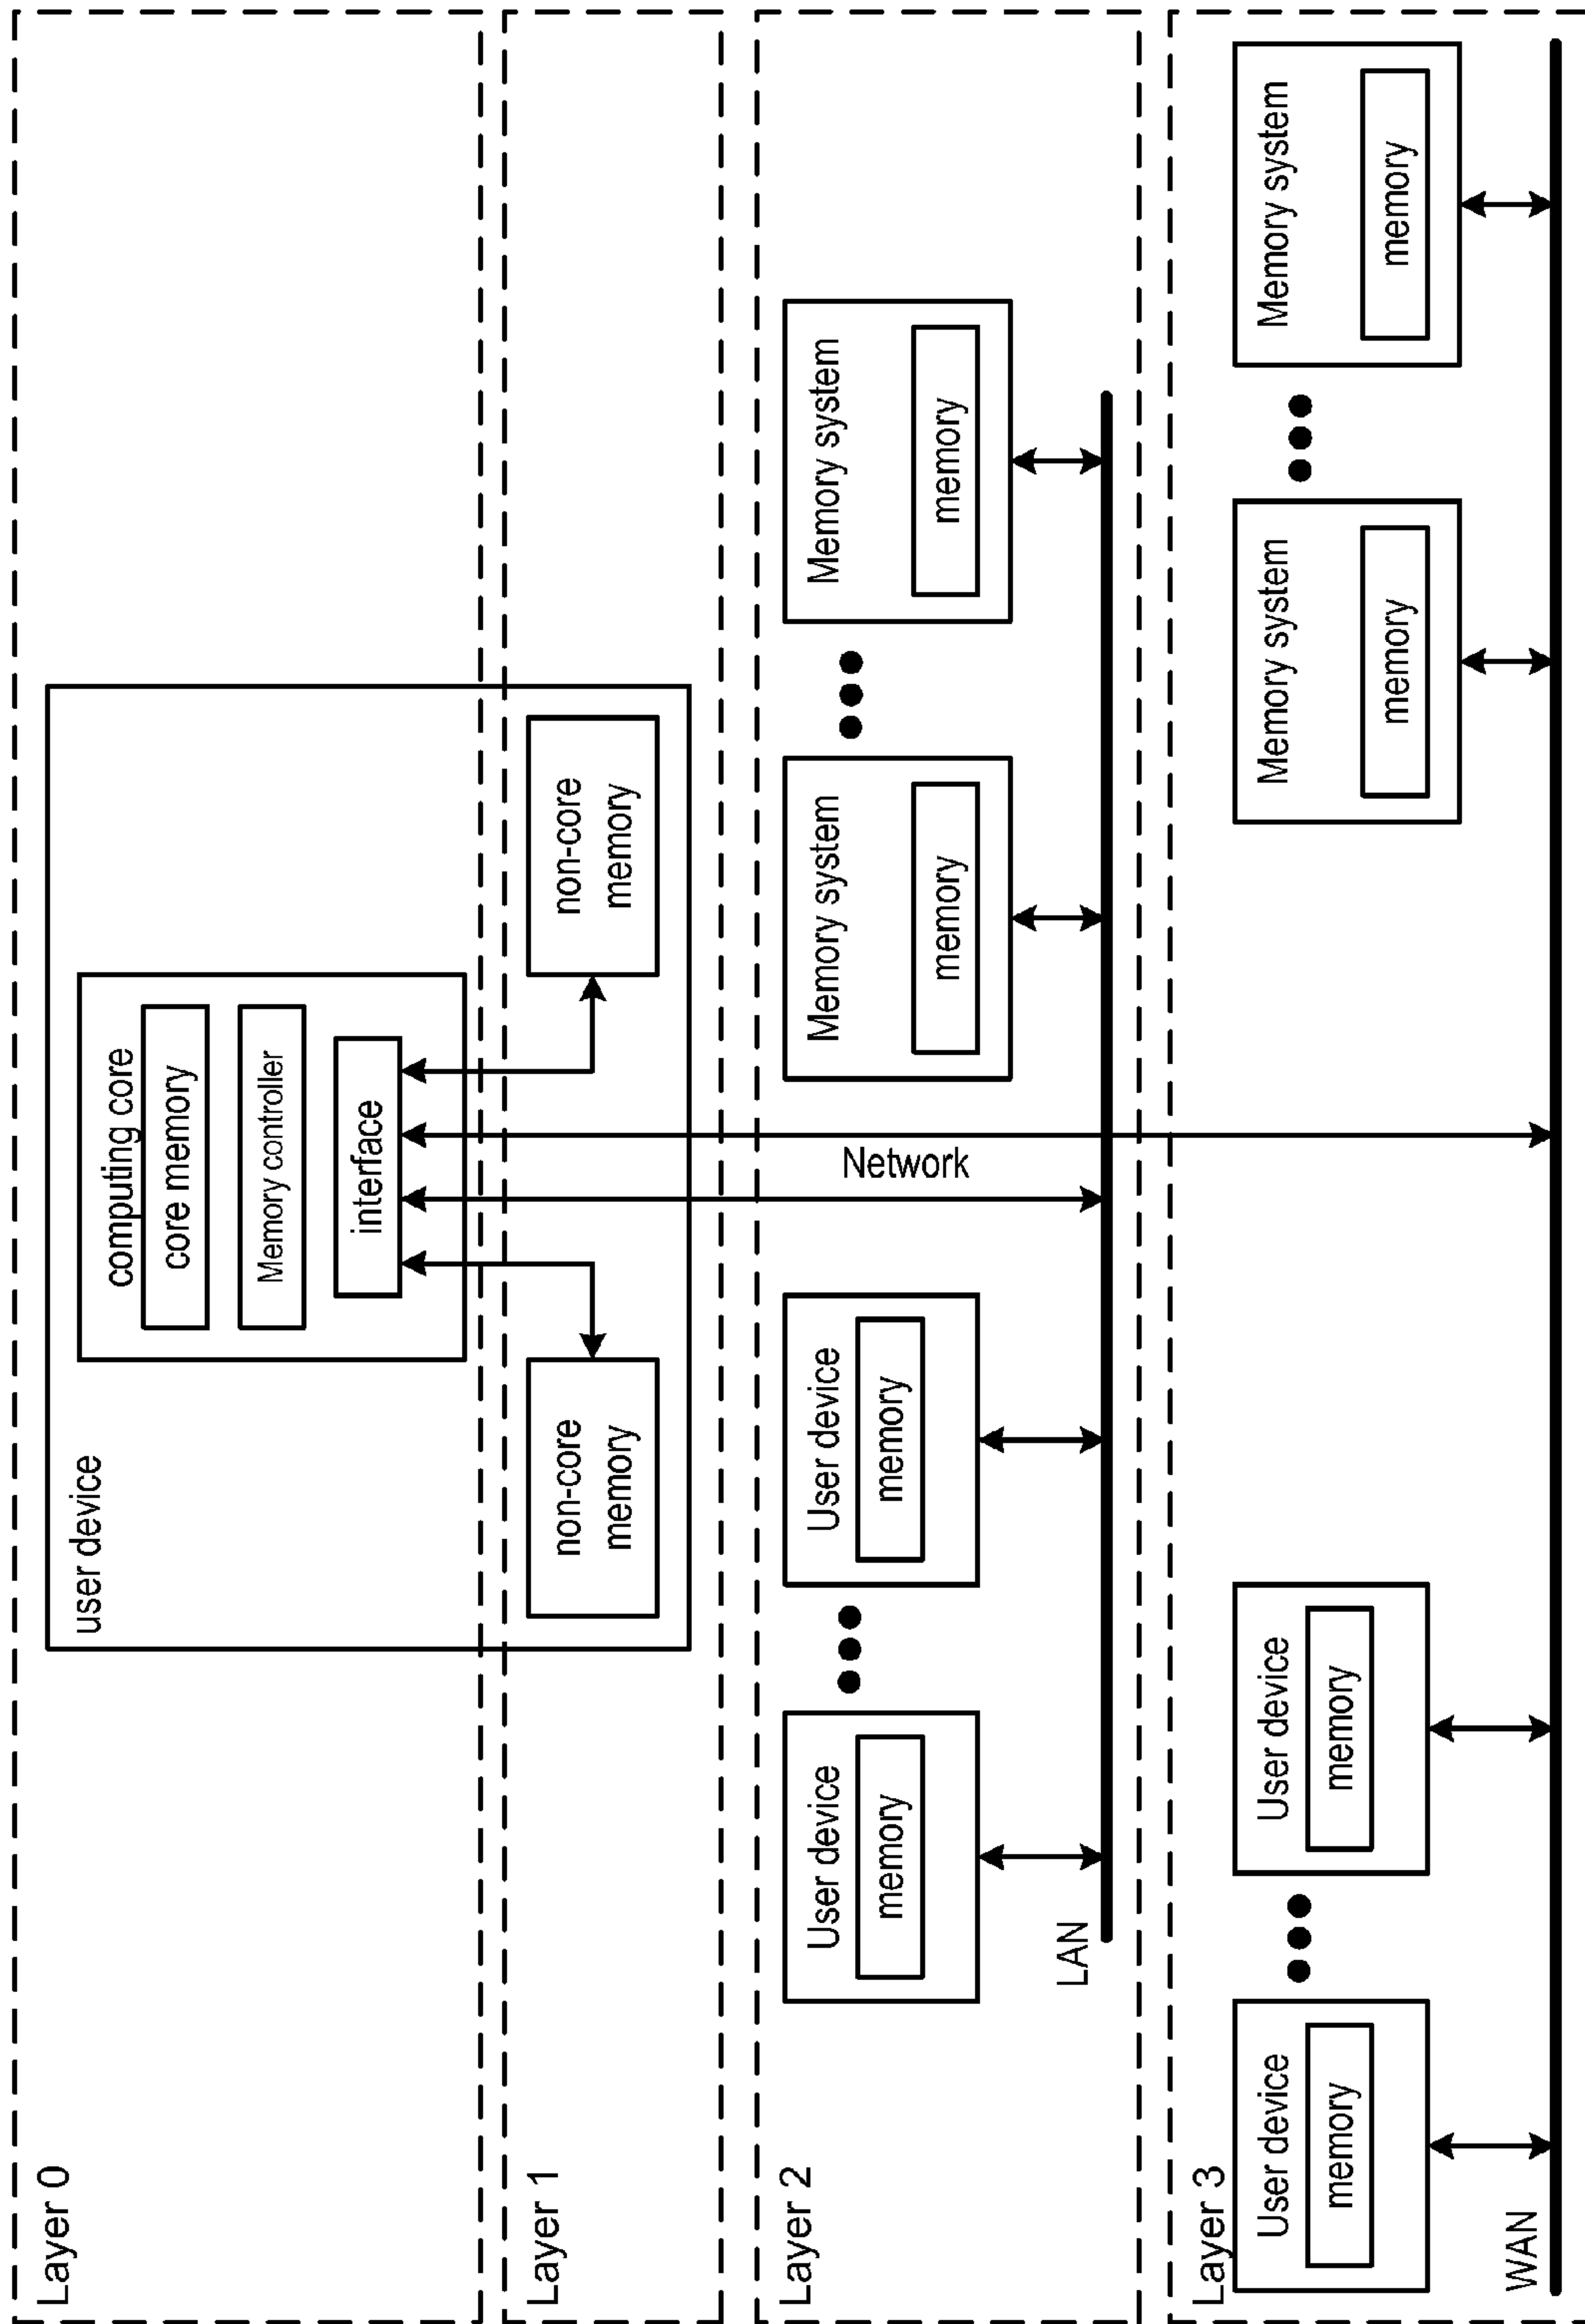 Layer 0
user device
computing core
core memory
Memory controller
interface
Layer 1
non-core
memory
non-core
memory
Layer 2
User device
memory
User device
memory
Network
Memory system
memory
Memory system
memory
LAN
Layer 3
User device
memory
User device
memory
Memory system
memory
Memory system
memory
WAN